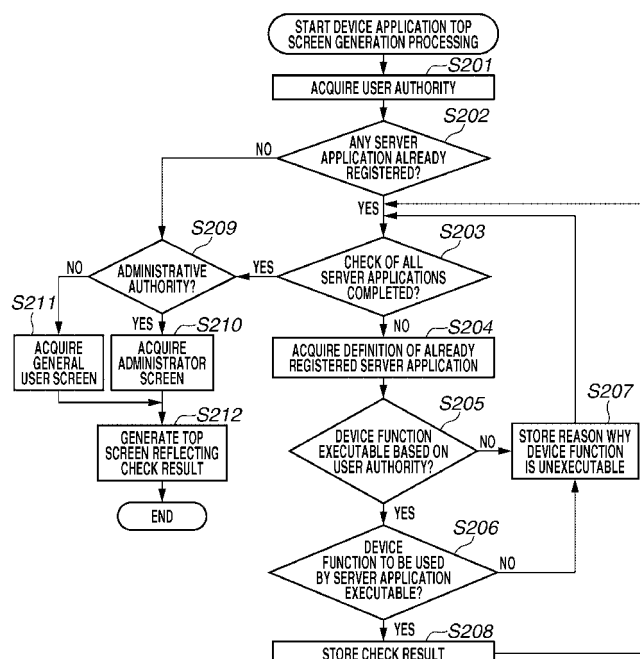 START DEVICE APPLICATION TOP
SCREEN GENERATION PROCESSING
S201
ACQUIRE USER AUTHORITY
S202
ANY SERVER
APPLICATION ALREADY
REGISTERED?
NO
YES
S203
CHECK OF ALL
SERVER APPLICATIONS
COMPLETED?
YES
NO
S209
ADMINISTRATIVE
AUTHORITY?
NO
YES
S211
ACQUIRE
GENERAL
USER SCREEN
S210
ACQUIRE
ADMINISTRATOR
SCREEN
S212
GENERATE TOP
SCREEN REFLECTING
CHECK RESULT
END
S204
ACQUIRE DEFINITION OF ALREADY
REGISTERED SERVER APPLICATION
S205
DEVICE FUNCTION
EXECUTABLE BASED ON
USER AUTHORITY?
NO
YES
S207
STORE REASON WHY
DEVICE FUNCTION
IS UNEXECUTABLE
S206
DEVICE
FUNCTION TO BE USED
BY SERVER APPLICATION
EXECUTABLE?
NO
YES
S208
STORE CHECK RESULT